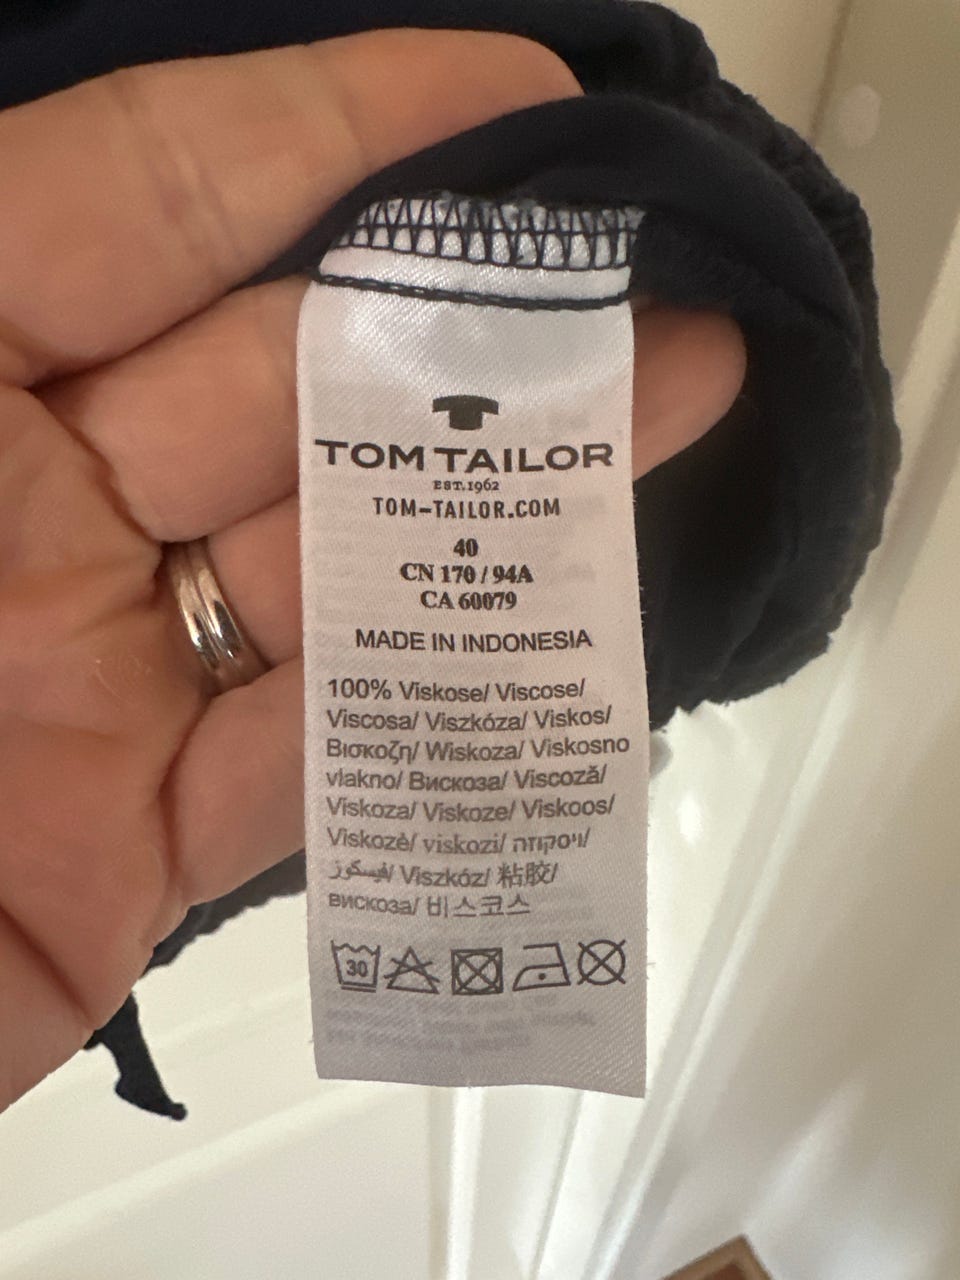 TOM TAILOR
EST.1962
TOM-TAILOR.COM
40
CN 170 / 94A
CA 60079
MADE IN INDONESIA
100% Viskose/ Viscose/
Viscosa/ Viszkóza/ Viskos/
Βισκοζη/ Wiskoza/ Viskosno
vlakno/ Вискоза/ Viscoză/
Viskoza/ Viskoze/ Viskoos/
Viskozė/ viskozi/ ויסקוזה/
فيسكوز/ Viszkóz/ 粘胶/
вискоза/ 비스코스
30